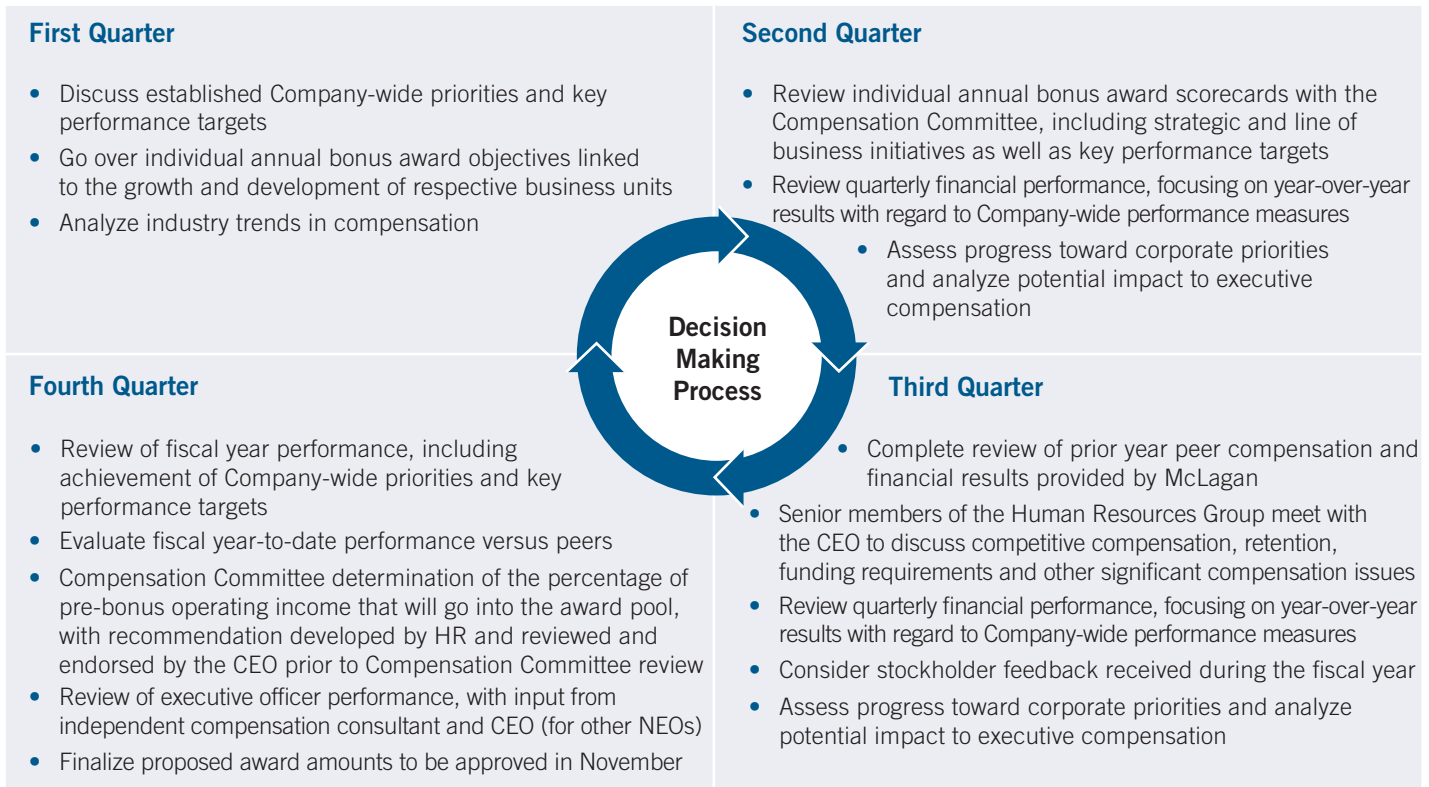 First Quarter
• Discuss established Company-wide priorities and key
performance targets
• Go over individual annual bonus award objectives linked
to the growth and development of respective business units
• Analyze industry trends in compensation
Second Quarter
• Review individual annual bonus award scorecards with the
Compensation Committee, including strategic and line of
business initiatives as well as key performance targets
• Review quarterly financial performance, focusing on year-over-year
results with regard to Company-wide performance measures
• Assess progress toward corporate priorities
and analyze potential impact to executive
compensation
Decision
Making
Process
Third Quarter
• Complete review of prior year peer compensation and
financial results provided by McLagan
• Senior members of the Human Resources Group meet with
the CEO to discuss competitive compensation, retention,
funding requirements and other significant compensation issues
• Review quarterly financial performance, focusing on year-over-year
results with regard to Company-wide performance measures
• Consider stockholder feedback received during the fiscal year
• Assess progress toward corporate priorities and analyze
potential impact to executive compensation
Fourth Quarter
• Review of fiscal year performance, including
achievement of Company-wide priorities and key
performance targets
• Evaluate fiscal year-to-date performance versus peers
• Compensation Committee determination of the percentage of
pre-bonus operating income that will go into the award pool,
with recommendation developed by HR and reviewed and
endorsed by the CEO prior to Compensation Committee review
• Review of executive officer performance, with input from
independent compensation consultant and CEO (for other NEOs)
• Finalize proposed award amounts to be approved in November